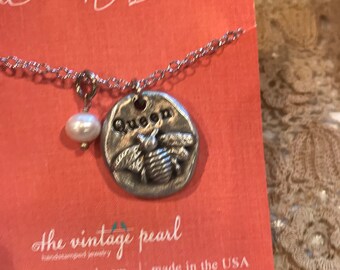 Queen
the vintage pearl
handstamped jewelry
made in the USA